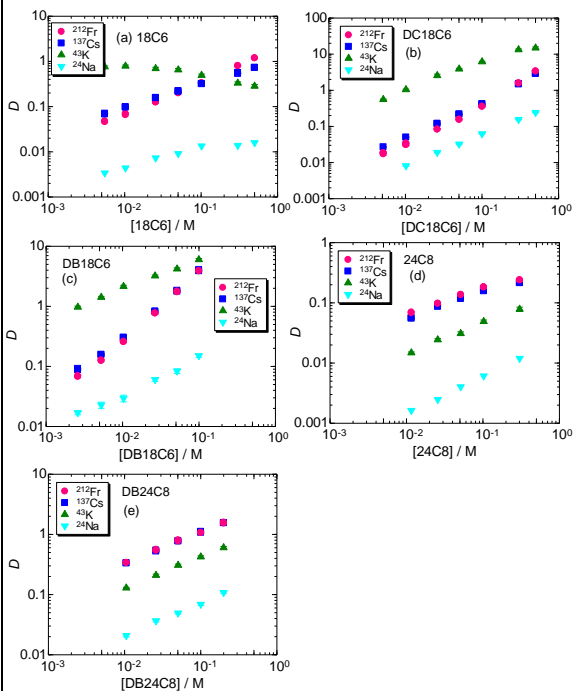 (a) 18C6
²¹²Fr
¹³⁷Cs
⁴³K
²⁴Na
10
1
0.1
0.01
0.001
D
10⁻³ 10⁻² 10⁻¹ 10⁰
[18C6] / M
DC18C6
(b)
²¹²Fr
¹³⁷Cs
⁴³K
²⁴Na
100
10
1
0.1
0.01
0.001
D
10⁻³ 10⁻² 10⁻¹ 10⁰
[DC18C6] / M
DB18C6
(c)
²¹²Fr
¹³⁷Cs
⁴³K
²⁴Na
10
1
0.1
0.01
D
10⁻³ 10⁻² 10⁻¹ 10⁰
[DB18C6] / M
24C8
(d)
²¹²Fr
¹³⁷Cs
⁴³K
²⁴Na
1
0.1
0.01
0.001
D
10⁻³ 10⁻² 10⁻¹ 10⁰
[24C8] / M
DB24C8
(e)
²¹²Fr
¹³⁷Cs
⁴³K
²⁴Na
10
1
0.1
0.01
D
10⁻³ 10⁻² 10⁻¹ 10⁰
[DB24C8] / M